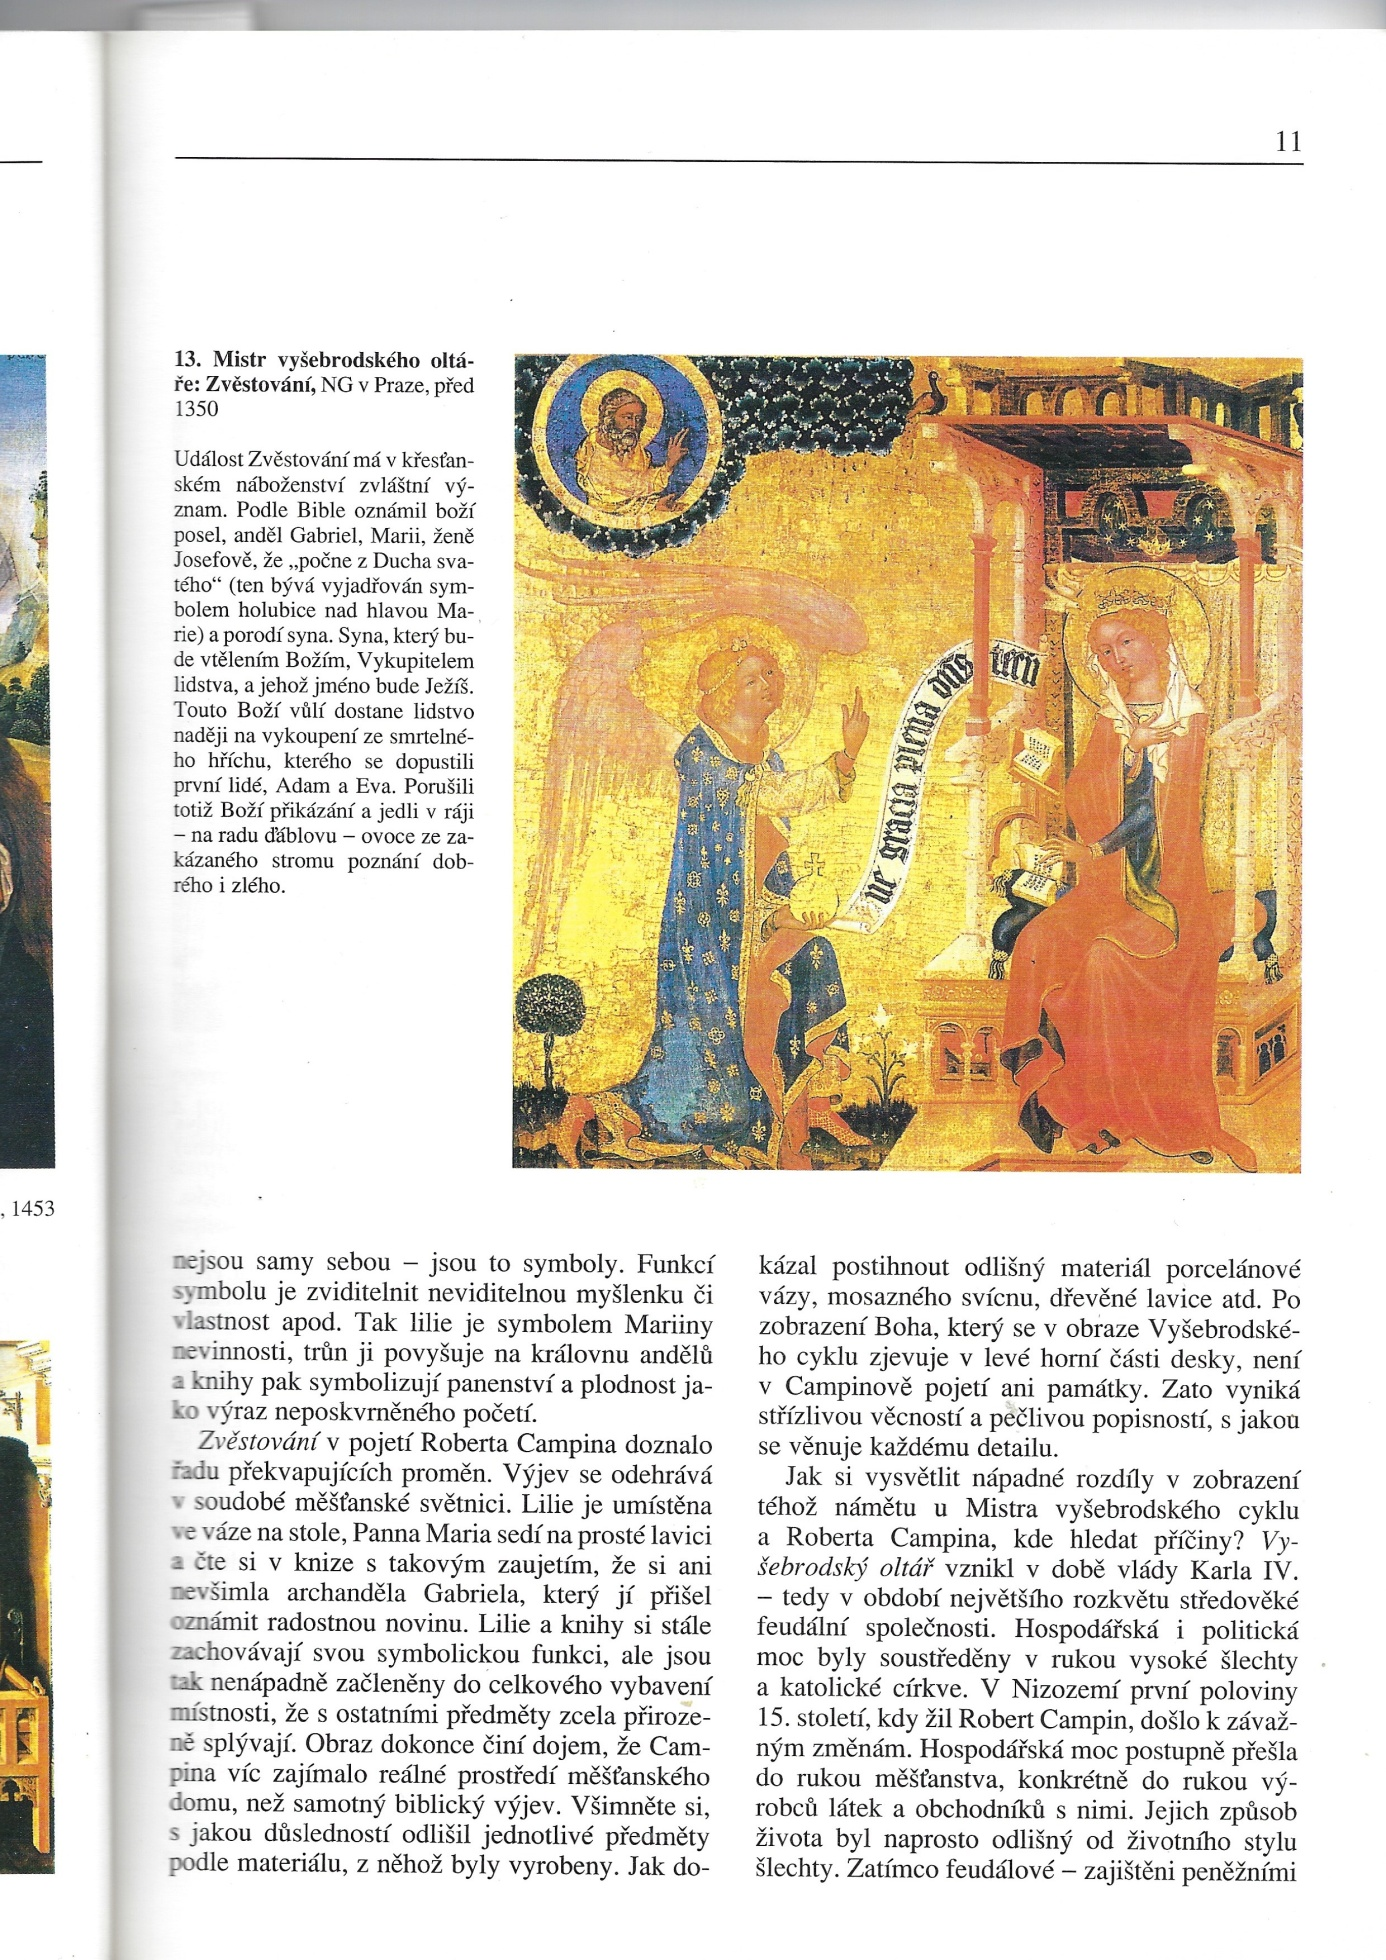 11
13. Mistr vyšebrodského oltá-
ře: Zvěstování, NG v Praze, před
1350
Událost Zvěstování má v křesťan-
ském náboženství zvláštní vý-
znam. Podle Bible oznámil boží
posel, anděl Gabriel, Marii, ženě
Josefově, že „počne z Ducha sva-
tého“ (ten bývá vyjadřován sym-
bolem holubice nad hlavou Ma-
rie) a porodí syna. Syna, který bu-
de vtělením Božím, Vykupitelem
lidstva, a jehož jméno bude Ježíš.
Touto Boží vůlí dostane lidstvo
naději na vykoupení ze smrtelné-
ho hříchu, kterého se dopustili
první lidé, Adam a Eva. Porušili
totiž Boží přikázání a jedli v ráji
– na radu ďáblovu – ovoce ze za-
kázaného stromu poznání dob-
rého i zlého.
gracia plena dns tecu
, 1453
nejsou samy sebou – jsou to symboly. Funkcí
symbolu je zviditelnit neviditelnou myšlenku či
vlastnost apod. Tak lilie je symbolem Mariiny
nevinnosti, trůn ji povyšuje na královnu andělů
a knihy pak symbolizují panenství a plodnost ja-
ko výraz neposkvrněného početí.
Zvěstování v pojetí Roberta Campina doznalo
řadu překvapujících proměn. Výjev se odehrává
v soudobé měšťanské světnici. Lilie je umístěna
ve váze na stole, Panna Maria sedí na prosté lavici
a čte si v knize s takovým zaujetím, že si ani
nevšimla archanděla Gabriela, který jí přišel
oznámit radostnou novinu. Lilie a knihy si stále
zachovávají svou symbolickou funkci, ale jsou
tak nenápadně začleněny do celkového vybavení
místnosti, že s ostatními předměty zcela přiroze-
ně splývají. Obraz dokonce činí dojem, že Cam-
pina víc zajímalo reálné prostředí měšťanského
domu, než samotný biblický výjev. Všimněte si,
s jakou důsledností odlišil jednotlivé předměty
podle materiálu, z něhož byly vyrobeny. Jak do-
kázal postihnout odlišný materiál porcelánové
vázy, mosazného svícnu, dřevěné lavice atd. Po
zobrazení Boha, který se v obraze Vyšebrodské-
ho cyklu zjevuje v levé horní části desky, není
v Campinově pojetí ani památky. Zato vyniká
střízlivou věcností a pečlivou popisností, s jakou
se věnuje každému detailu.
Jak si vysvětlit nápadné rozdíly v zobrazení
téhož námětu u Mistra vyšebrodského cyklu
a Roberta Campina, kde hledat příčiny? Vy-
šebrodský oltář vznikl v době vlády Karla IV.
– tedy v období největšího rozkvětu středověké
feudální společnosti. Hospodářská i politická
moc byly soustředěny v rukou vysoké šlechty
a katolické církve. V Nizozemí první poloviny
15. století, kdy žil Robert Campin, došlo k závaž-
ným změnám. Hospodářská moc postupně přešla
do rukou měšťanstva, konkrétně do rukou vý-
robců látek a obchodníků s nimi. Jejich způsob
života byl naprosto odlišný od životního stylu
šlechty. Zatímco feudálové – zajištěni peněžními